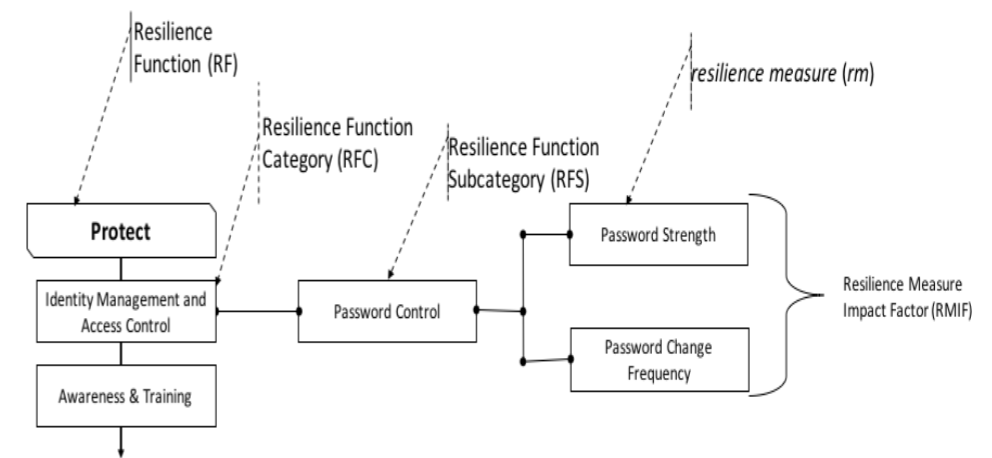 Resilience
Function (RF)
resilience measure (rm)
Resilience Function
Category (RFC)
Resilience Function
Subcategory (RFS)
Protect
Password Strength
Identity Management and
Access Control
Password Control
Resilience Measure
Impact Factor (RMIF)
Password Change
Frequency
Awareness & Training